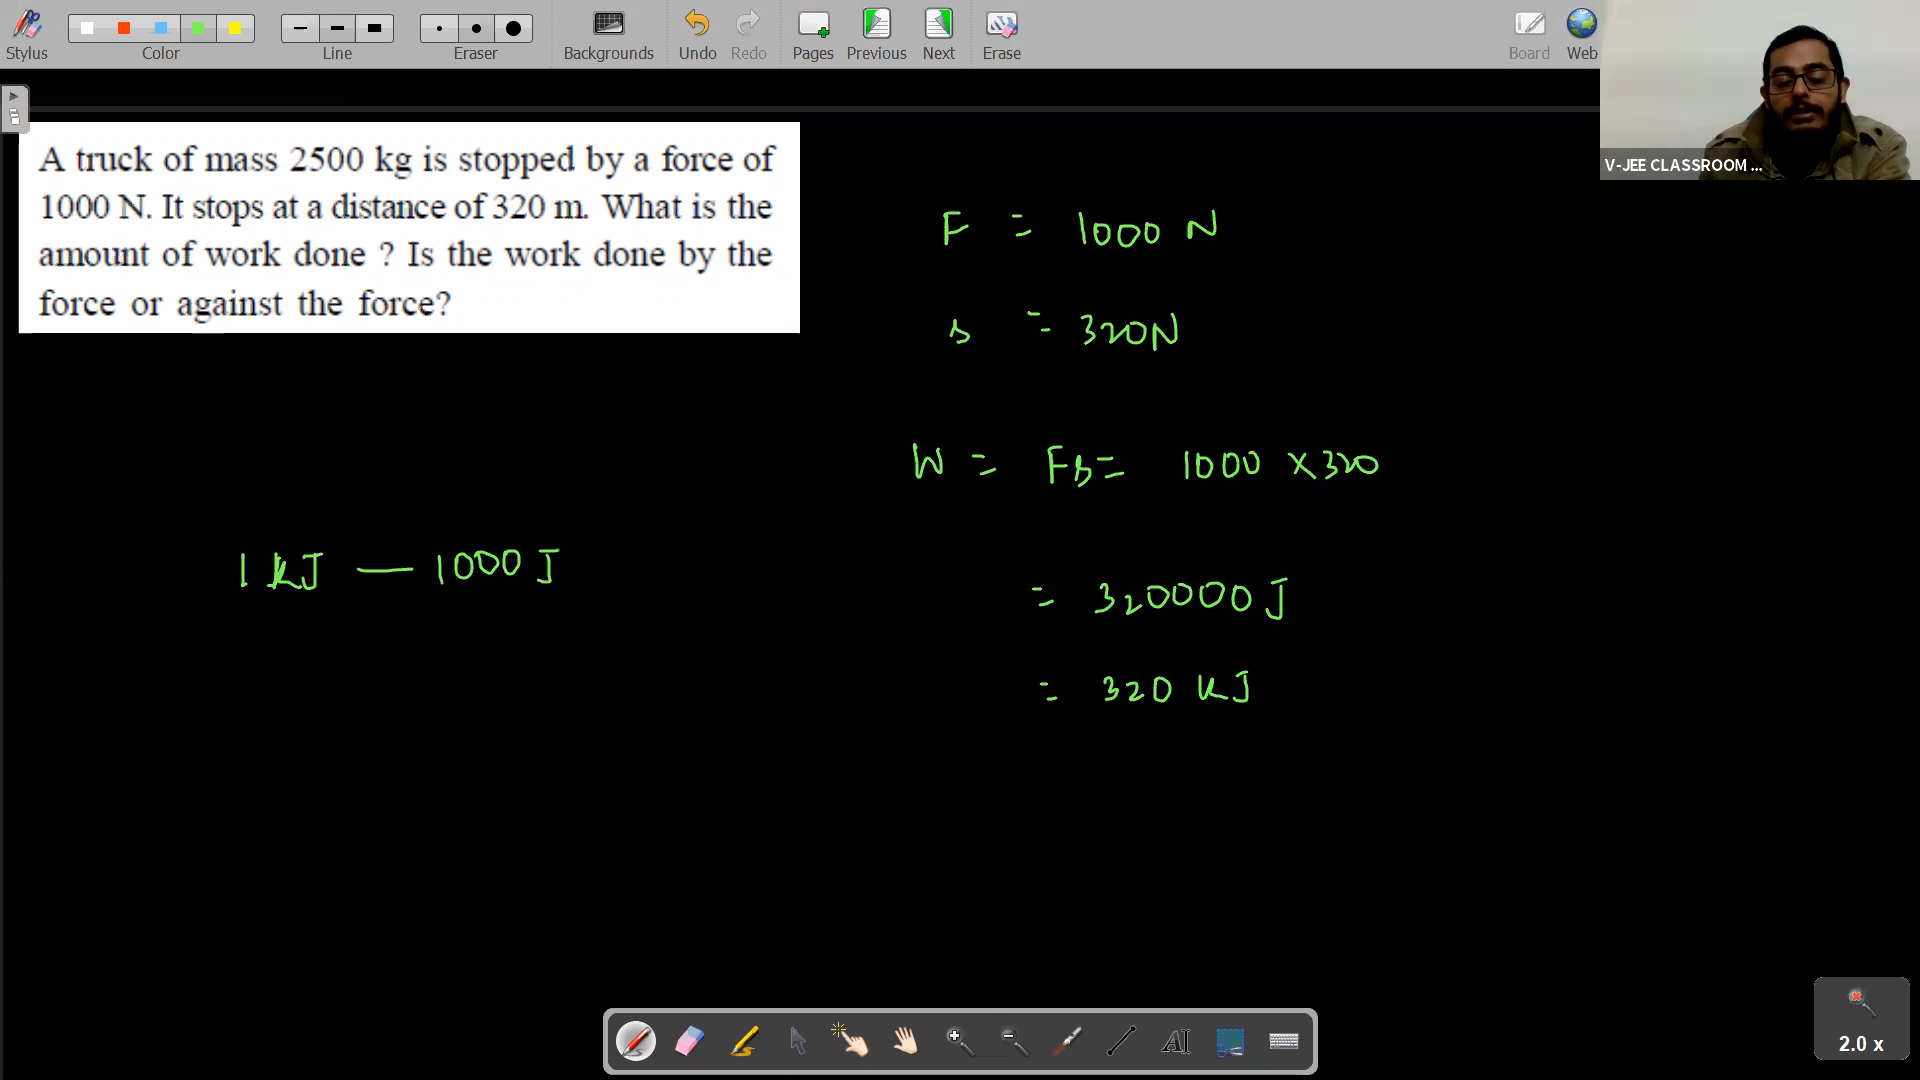 Stylus
Color
Line
Eraser
Backgrounds
Undo
Redo
Pages
Previous
Next
Erase
Board
Web
V-JEE CLASSROOM ...
A truck of mass 2500 kg is stopped by a force of
1000 N. It stops at a distance of 320 m. What is the
amount of work done ? Is the work done by the
force or against the force?
F = 1000 N
s = 320N
W = Fs = 1000 × 320
1 kJ — 1000 J
= 320000 J
= 320 kJ
AI
2.0 x